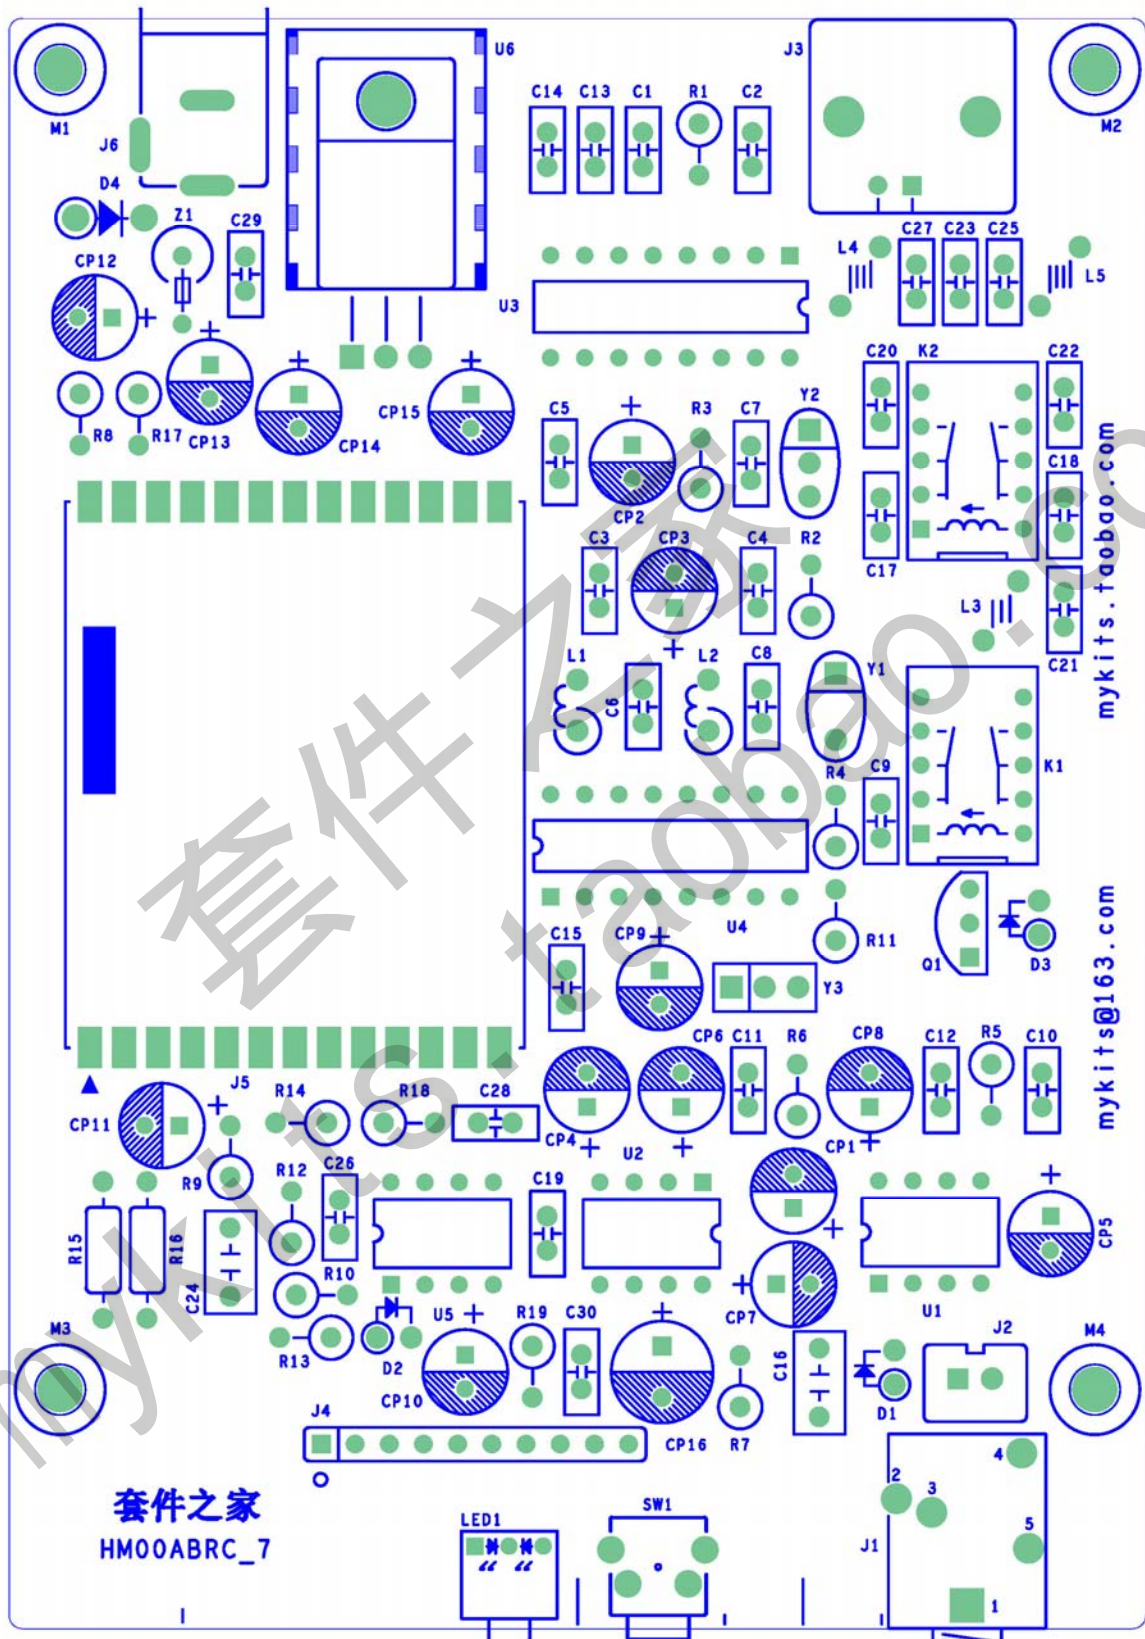 M1
J6
D4
Z1
C29
CP12
U6
C14 C13 C1 R1 C2
J3
M2
C27 C23 C25
L4
L5
U3
C20 K2 C22
R8
R17
CP13
CP14
CP15
C5
R3
C7
Y2
CP2
C18
C3
CP3
C4
R2
C17
L3
mykits.taobao.com
L1
C6
L2
C8
Y1
C21
R4
C9
K1
U4
R11
C15
CP9
Y3
Q1
D3
mykits@163.com
CP6
C11
R6
CP8
C12
R5
C10
J5
CP11
R14
R18
C28
CP4
U2
CP1
R9
R12
C26
C19
CP5
R15
R16
C24
R10
U5
R19
C30
CP7
U1
J2
M3
M4
R13
D2
CP10
C16
D1
J4
CP16
R7
套件之家
HM00ABRC_7
LED1
SW1
J1
4
2
3
5
1
套件之家
mykits.taobao.co